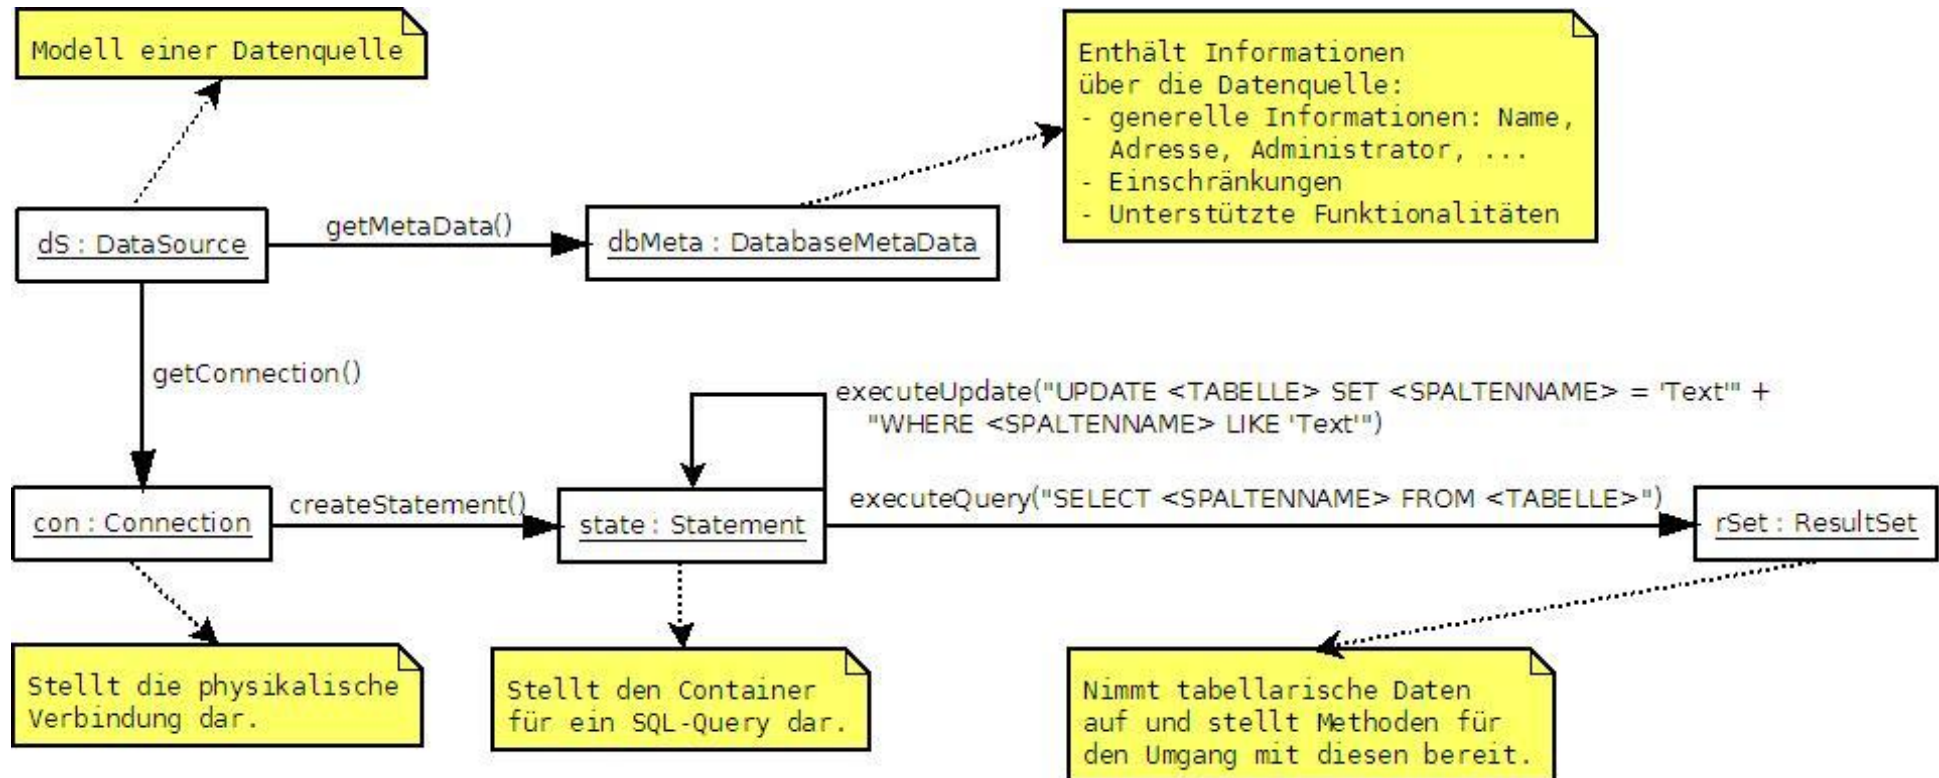 Modell einer Datenquelle
Enthält Informationen
über die Datenquelle:
- generelle Informationen: Name,
Adresse, Administrator, ...
- Einschränkungen
- Unterstützte Funktionalitäten
dS : DataSource
getMetaData()
dbMeta : DatabaseMetaData
getConnection()
executeUpdate("UPDATE <TABELLE> SET <SPALTENNAME> = 'Text'" +
"WHERE <SPALTENNAME> LIKE 'Text'")
con : Connection
createStatement()
state : Statement
executeQuery("SELECT <SPALTENNAME> FROM <TABELLE>")
rSet : ResultSet
Stellt die physikalische
Verbindung dar.
Stellt den Container
für ein SQL-Query dar.
Nimmt tabellarische Daten
auf und stellt Methoden für
den Umgang mit diesen bereit.